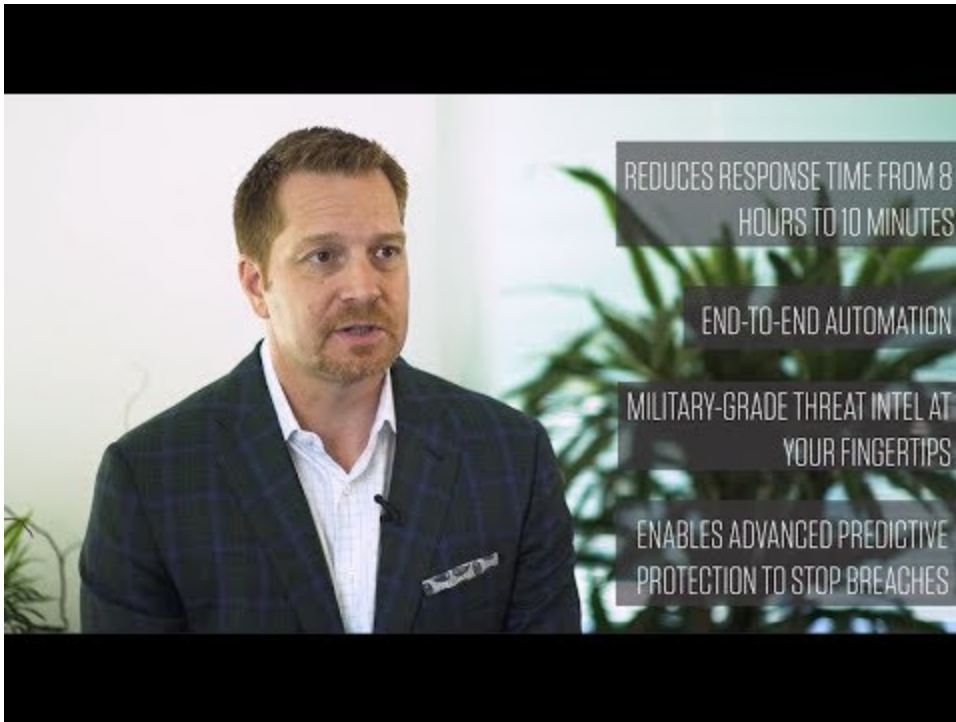 REDUCES RESPONSE TIME FROM 8
HOURS TO 10 MINUTES
END-TO-END AUTOMATION
MILITARY-GRADE THREAT INTEL AT
YOUR FINGERTIPS
ENABLES ADVANCED PREDICTIVE
PROTECTION TO STOP BREACHES